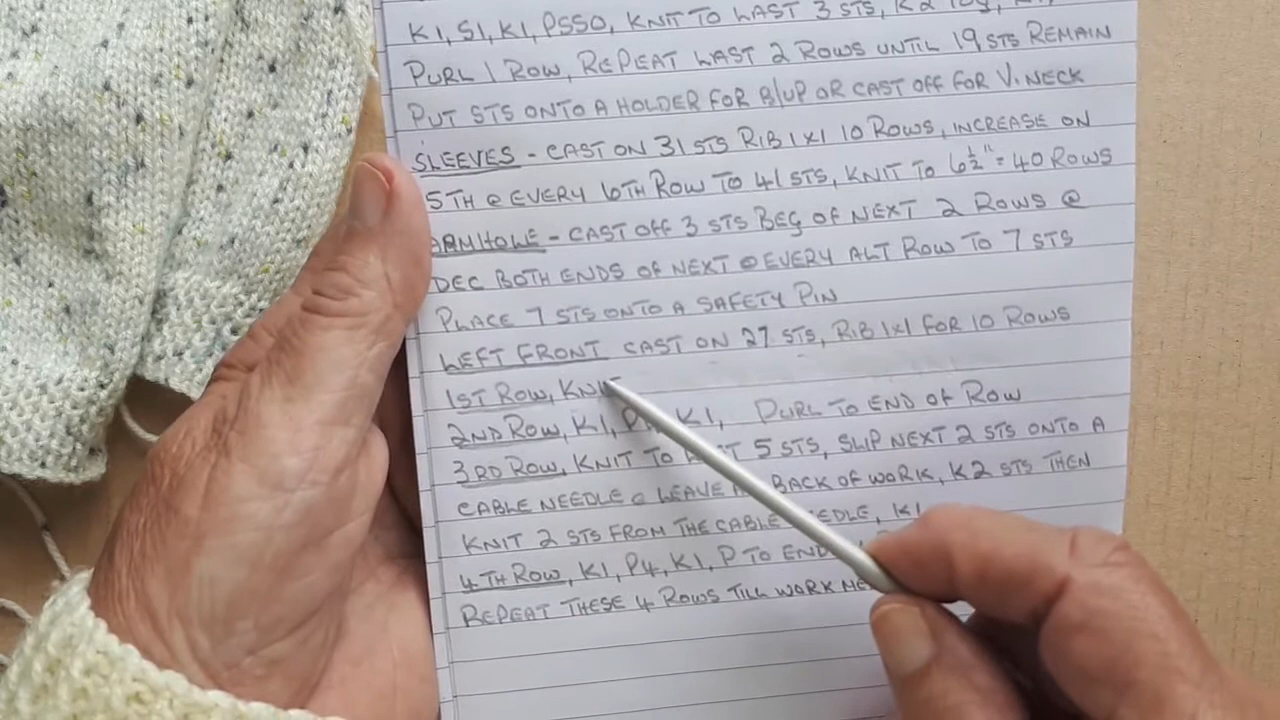 K1, S1, K1, PSSO, KNIT TO LAST 3 STS, K2
PURL 1 ROW, REPEAT LAST 2 ROWS UNTIL 19 STS REMAIN
PUT STS ONTO A HOLDER FOR B/UP OR CAST OFF FOR V.NECK
SLEEVES - CAST ON 31 STS RIB 1X1 10 ROWS, INCREASE ON
5TH @ EVERY 6TH ROW TO 41 STS, KNIT TO 6½" = 40 ROWS
ARMHOLE - CAST OFF 3 STS BEG OF NEXT 2 ROWS @
DEC BOTH ENDS OF NEXT @ EVERY ALT ROW TO 7 STS
PLACE 7 STS ONTO A SAFETY PIN
LEFT FRONT CAST ON 27 STS, RIB 1X1 FOR 10 ROWS
1ST ROW, KNIT
2ND ROW, K1, K1, PURL TO END OF ROW
3RD ROW, KNIT TO 5 STS, SLIP NEXT 2 STS ONTO A
CABLE NEEDLE @ LEAVE BACK OF WORK, K2 STS THEN
KNIT 2 STS FROM THE CABLE NEEDLE, K1
4TH ROW, K1, P4, K1, P TO END
REPEAT THESE 4 ROWS TILL WORK